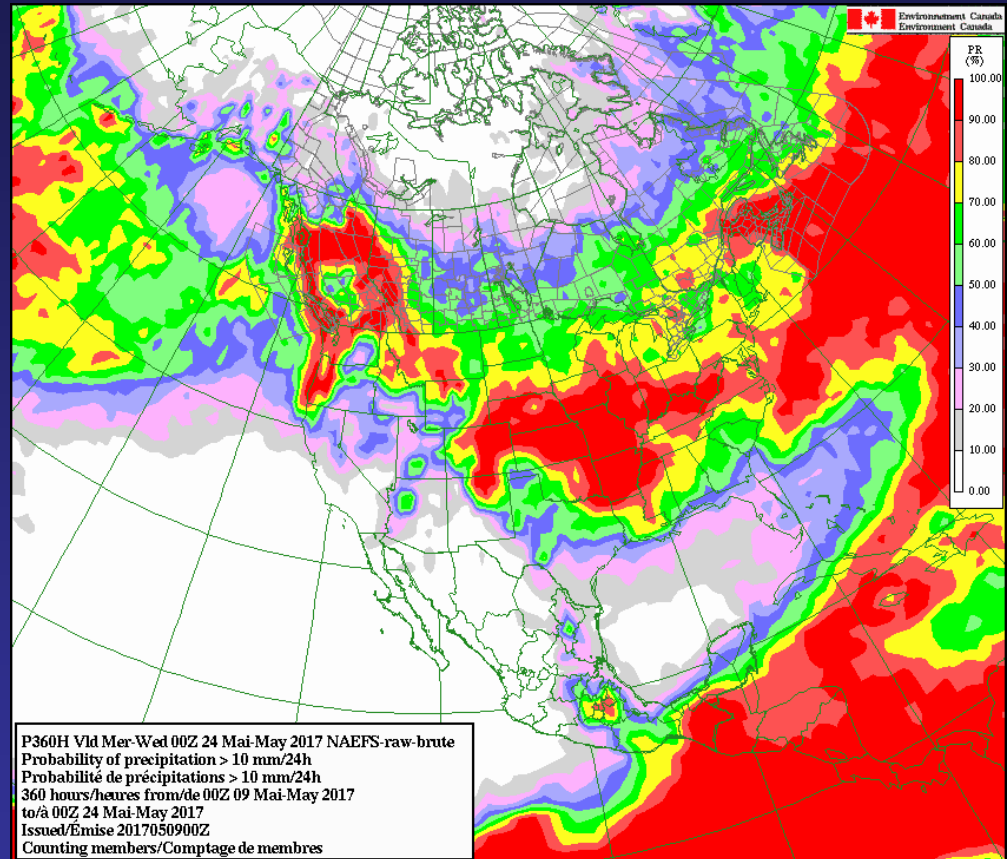 Environnement Canada
Environment Canada
PR
(%)
100.00
90.00
80.00
70.00
60.00
50.00
40.00
30.00
20.00
10.00
0.00
P360H Vld Mer-Wed 00Z 24 Mai-May 2017 NAEFS-raw-brute
Probability of precipitation > 10 mm/24h
Probabilité de précipitations > 10 mm/24h
360 hours/heures from/de 00Z 09 Mai-May 2017
to/à 00Z 24 Mai-May 2017
Issued/Émise 2017050900Z
Counting members/Comptage de membres